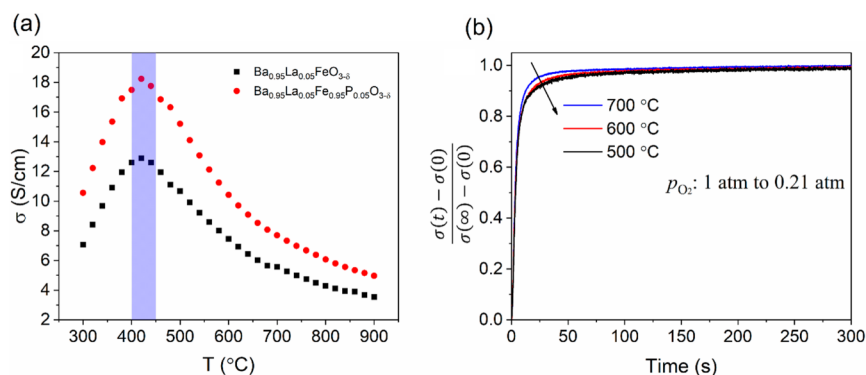 (a)
20
18
16
14
12
10
8
6
4
2
σ (S/cm)
Ba₀.₉₅La₀.₀₅FeO₃₋δ
Ba₀.₉₅La₀.₀₅Fe₀.₉₅P₀.₀₅O₃₋δ
300 400 500 600 700 800 900
T (°C)
(b)
1.0
0.8
0.6
0.4
0.2
0.0
σ(t) − σ(0)
σ(∞) − σ(0)
700 °C
600 °C
500 °C
pO₂: 1 atm to 0.21 atm
0 50 100 150 200 250 300
Time (s)